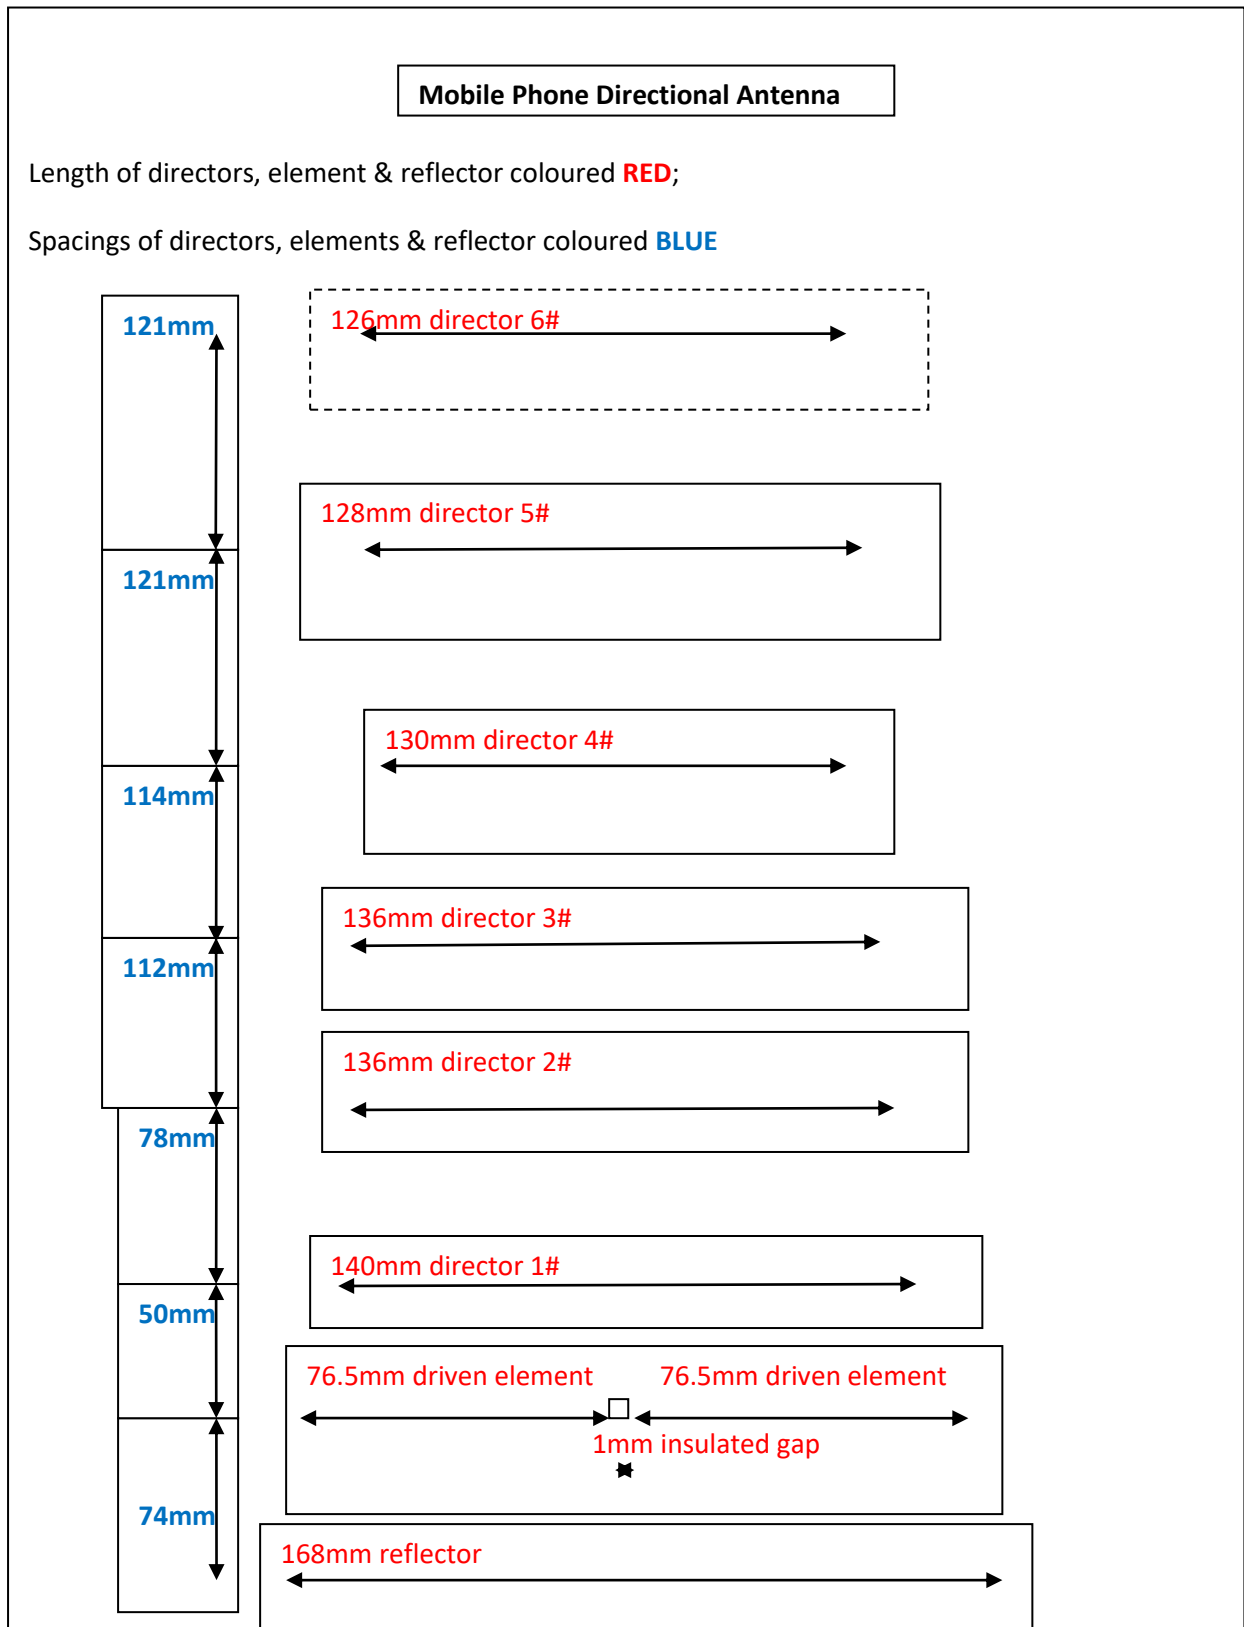 Mobile Phone Directional Antenna
Length of directors, element & reflector coloured RED;
Spacings of directors, elements & reflector coloured BLUE
121mm
126mm director 6#
128mm director 5#
121mm
130mm director 4#
114mm
136mm director 3#
112mm
136mm director 2#
78mm
140mm director 1#
50mm
76.5mm driven element
76.5mm driven element
1mm insulated gap
74mm
168mm reflector